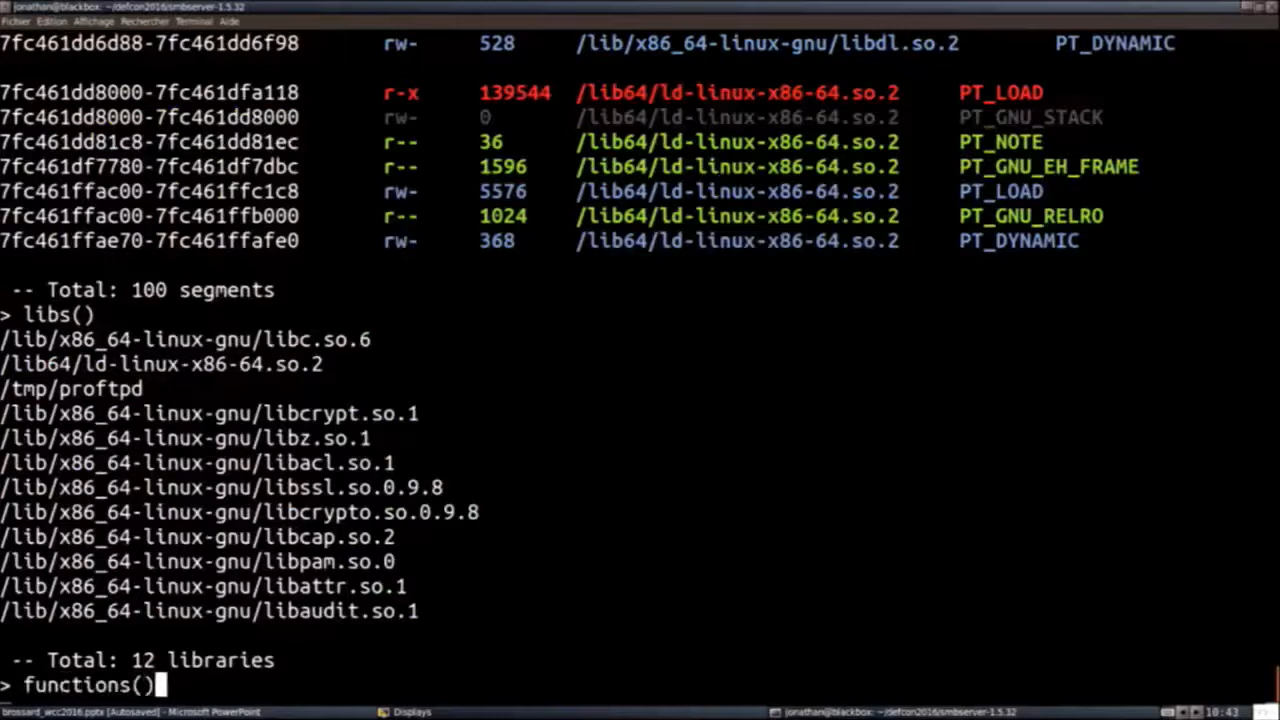 jonathan@blackbox: ~/defcon2016/smbserver-1.5.32
Fichier Edition Affichage Rechercher Terminal Aide
7fc461dd6d88-7fc461dd6f98 rw- 528 /lib/x86_64-linux-gnu/libdl.so.2 PT_DYNAMIC
7fc461dd8000-7fc461dfa118 r-x 139544 /lib64/ld-linux-x86-64.so.2 PT_LOAD
7fc461dd8000-7fc461dd8000 rw- 0 /lib64/ld-linux-x86-64.so.2 PT_GNU_STACK
7fc461dd81c8-7fc461dd81ec r-- 36 /lib64/ld-linux-x86-64.so.2 PT_NOTE
7fc461df7780-7fc461df7dbc r-- 1596 /lib64/ld-linux-x86-64.so.2 PT_GNU_EH_FRAME
7fc461ffac00-7fc461ffc1c8 rw- 5576 /lib64/ld-linux-x86-64.so.2 PT_LOAD
7fc461ffac00-7fc461ffb000 r-- 1024 /lib64/ld-linux-x86-64.so.2 PT_GNU_RELRO
7fc461ffae70-7fc461ffafe0 rw- 368 /lib64/ld-linux-x86-64.so.2 PT_DYNAMIC
-- Total: 100 segments
> libs()
/lib/x86_64-linux-gnu/libc.so.6
/lib64/ld-linux-x86-64.so.2
/tmp/proftpd
/lib/x86_64-linux-gnu/libcrypt.so.1
/lib/x86_64-linux-gnu/libz.so.1
/lib/x86_64-linux-gnu/libacl.so.1
/lib/x86_64-linux-gnu/libssl.so.0.9.8
/lib/x86_64-linux-gnu/libcrypto.so.0.9.8
/lib/x86_64-linux-gnu/libcap.so.2
/lib/x86_64-linux-gnu/libpam.so.0
/lib/x86_64-linux-gnu/libattr.so.1
/lib/x86_64-linux-gnu/libaudit.so.1
-- Total: 12 libraries
> functions()
brossard_wcc2016.pptx [Autosaved] - Microsoft PowerPoint Displays jonathan@blackbox: ~/defcon2016/smbserver-1.5.32 10:43